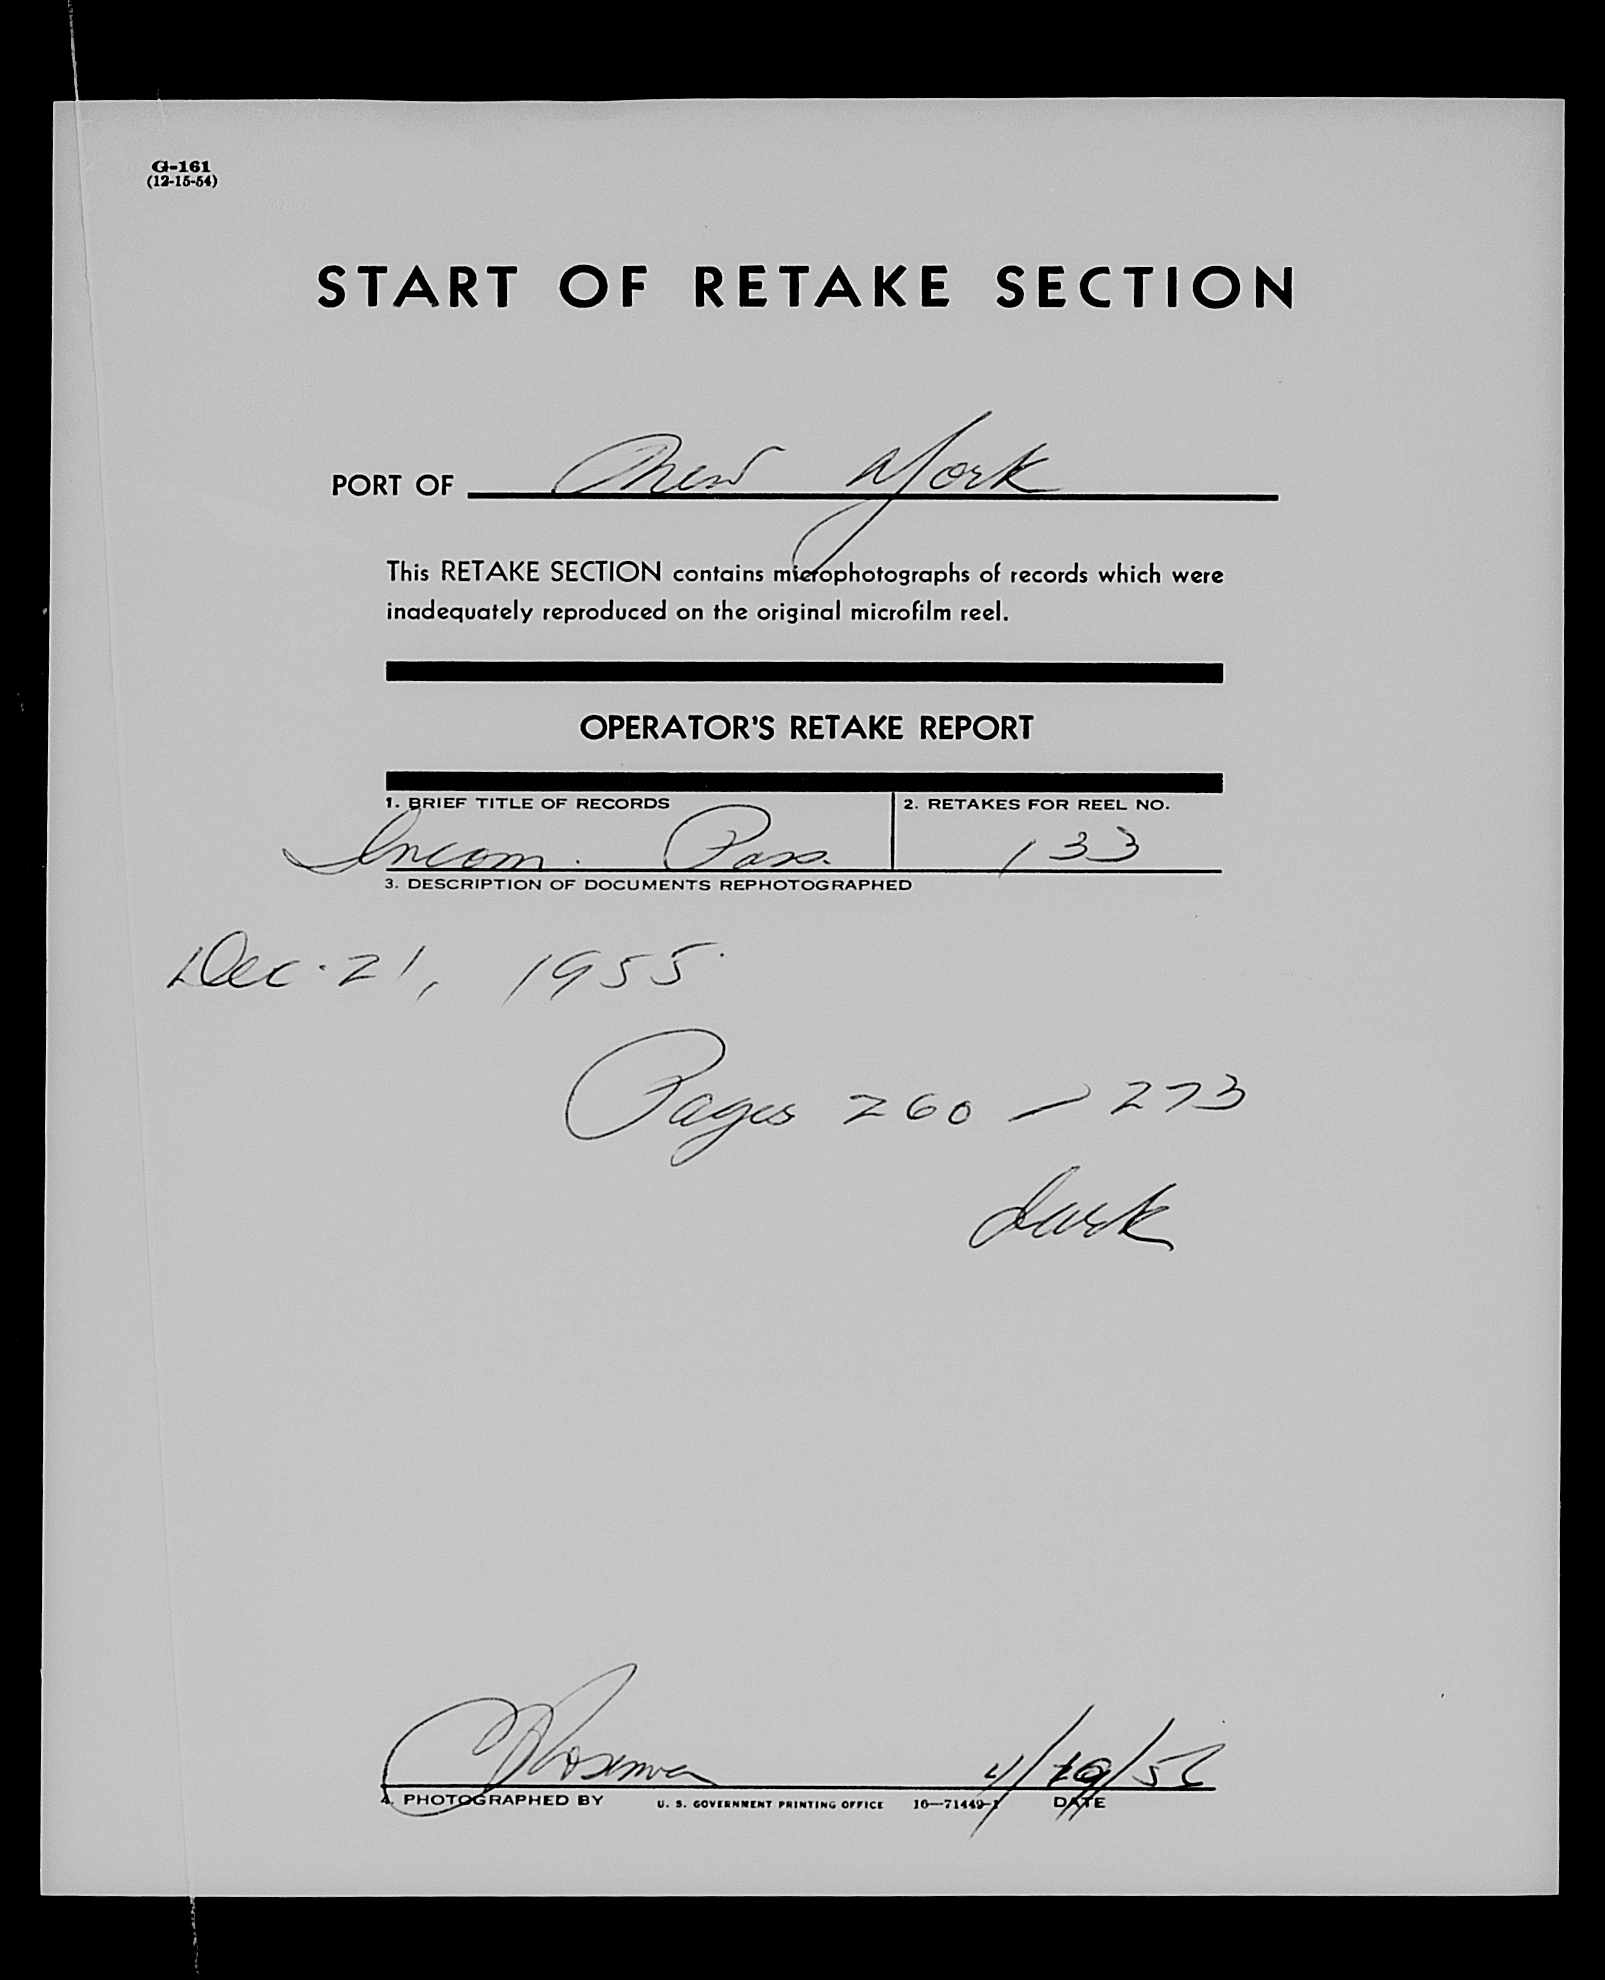 G-161
(12-15-54)
START OF RETAKE SECTION
PORT OF New York
This RETAKE SECTION contains microphotographs of records which were
inadequately reproduced on the original microfilm reel.
OPERATOR'S RETAKE REPORT
1. BRIEF TITLE OF RECORDS 2. RETAKES FOR REEL NO.
Incom. Pass. 133
3. DESCRIPTION OF DOCUMENTS REPHOTOGRAPHED
Dec. 21, 1955.
Pages 260 - 273
dark
4. PHOTOGRAPHED BY U. S. GOVERNMENT PRINTING OFFICE 16—71449-1 DATE